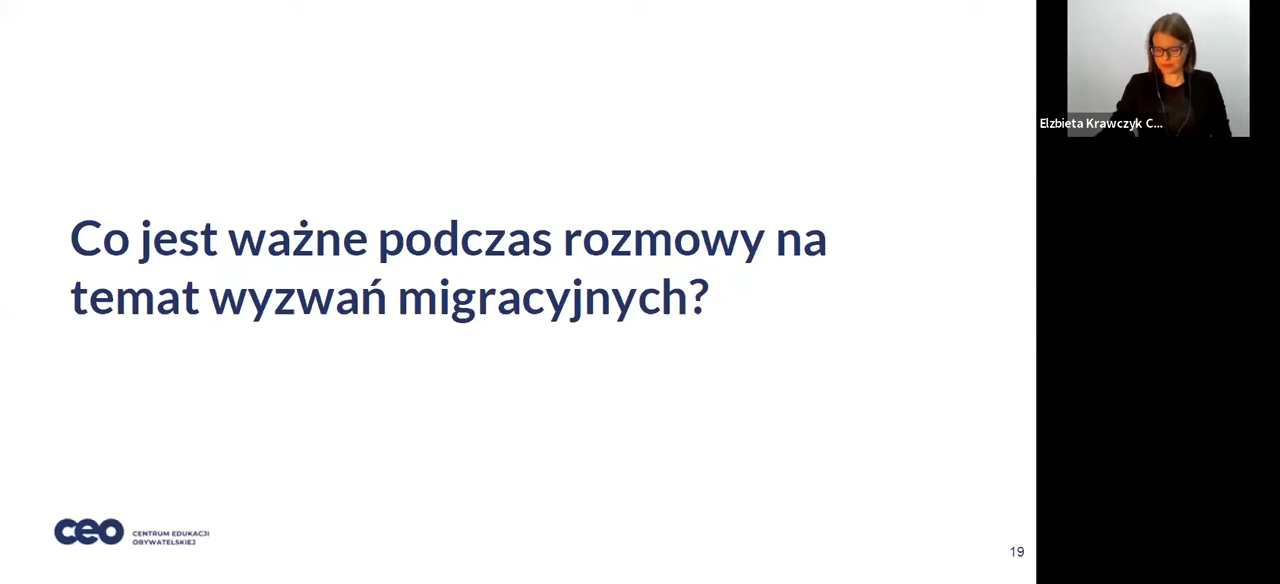 Elzbieta Krawczyk C...
Co jest ważne podczas rozmowy na
temat wyzwań migracyjnych?
ceo
CENTRUM EDUKACJI
OBYWATELSKIEJ
19